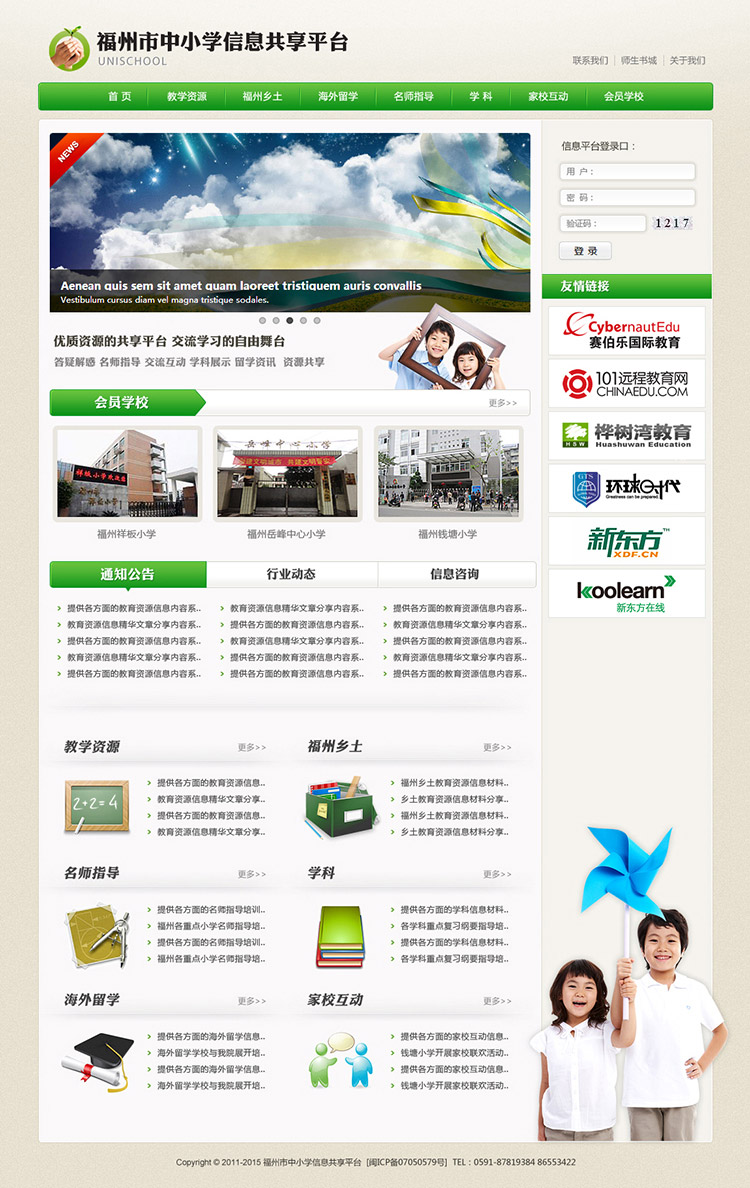 福州市中小学信息共享平台
UNISCHOOL
联系我们 | 师生书城 | 关于我们
首 页 教学资源 福州乡土 海外留学 名师指导 学 科 家校互动 会员学校
NEWS
Aenean quis sem sit amet quam laoreet tristiquem auris convallis
Vestibulum cursus diam vel magna tristique sodales.
信息平台登录口：
用 户：
密 码：
验证码： 1217
登 录
优质资源的共享平台 交流学习的自由舞台
答疑解惑 名师指导 交流互动 学科展示 留学资讯 资源共享
会员学校 更多>>
岳峰中心小学
福州祥板小学 福州岳峰中心小学 福州钱塘小学
友情链接
CybernautEdu
赛伯乐国际教育
101远程教育网
CHINAEDU.COM
HSW
桦树湾教育
Huashuwan Education
GTS
环球时代
Greatness can be prepared
新东方™
XDF.CN
koolearn
新东方在线
通知公告 行业动态 信息咨询
提供各方面的教育资源信息内容系.. 教育资源信息精华文章分享内容系.. 提供各方面的教育资源信息内容系..
教育资源信息精华文章分享内容系.. 提供各方面的教育资源信息内容系.. 教育资源信息精华文章分享内容系..
提供各方面的教育资源信息内容系.. 教育资源信息精华文章分享内容系.. 提供各方面的教育资源信息内容系..
教育资源信息精华文章分享内容系.. 提供各方面的教育资源信息内容系.. 教育资源信息精华文章分享内容系..
提供各方面的教育资源信息内容系.. 教育资源信息精华文章分享内容系.. 提供各方面的教育资源信息内容系..
教学资源 更多>>
2+2=4
提供各方面的教育资源信息..
教育资源信息精华文章分享..
提供各方面的教育资源信息..
教育资源信息精华文章分享..
福州乡土 更多>>
福州乡土教育资源信息材料..
乡土教育资源信息材料分享..
福州乡土教育资源信息材料..
乡土教育资源信息材料分享..
名师指导 更多>>
提供各方面的名师指导培训..
福州各重点小学名师指导培..
提供各方面的名师指导培训..
福州各重点小学名师指导培..
学科 更多>>
提供各方面的学科信息材料..
各学科重点复习纲要指导培..
提供各方面的学科信息材料..
各学科重点复习纲要指导培..
海外留学 更多>>
提供各方面的海外留学信息..
海外留学学校与我院展开培..
提供各方面的海外留学信息..
海外留学学校与我院展开培..
家校互动 更多>>
提供各方面的家校互动信息..
钱塘小学开展家校联欢活动..
提供各方面的家校互动信息..
钱塘小学开展家校联欢活动..
Copyright © 2011-2015 福州市中小学信息共享平台 [闽ICP备07050579号] TEL：0591-87819384 86553422